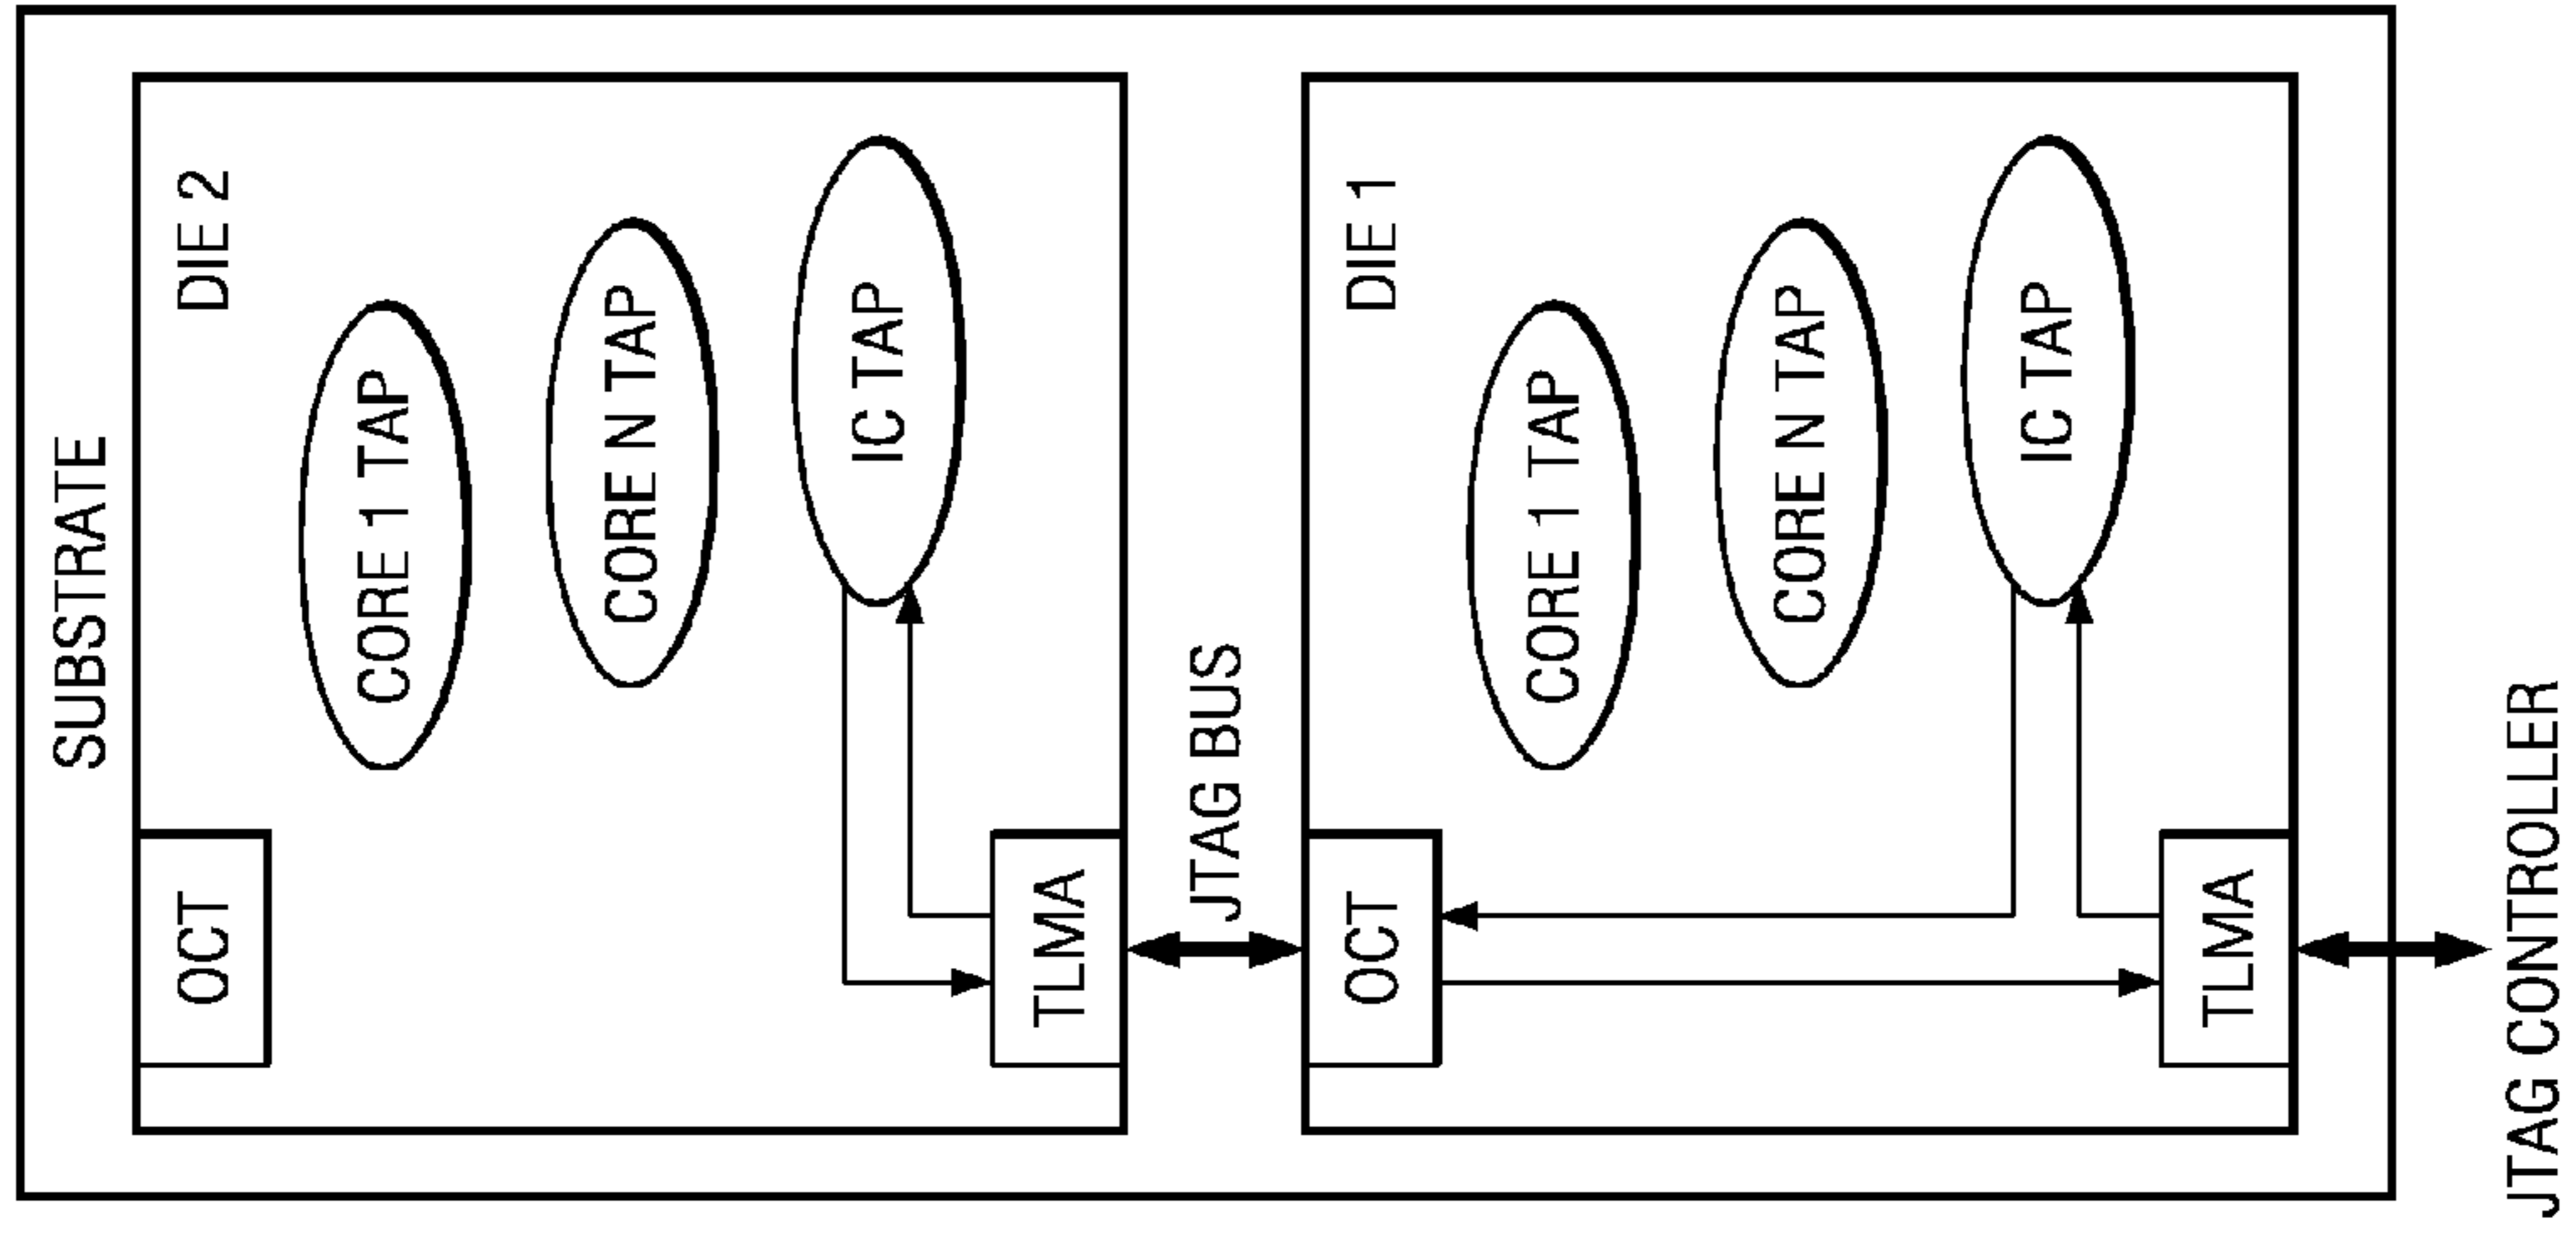 SUBSTRATE
DIE 2
OCT
CORE 1 TAP
CORE N TAP
IC TAP
TLMA
JTAG BUS
DIE 1
OCT
CORE 1 TAP
CORE N TAP
IC TAP
TLMA
JTAG CONTROLLER